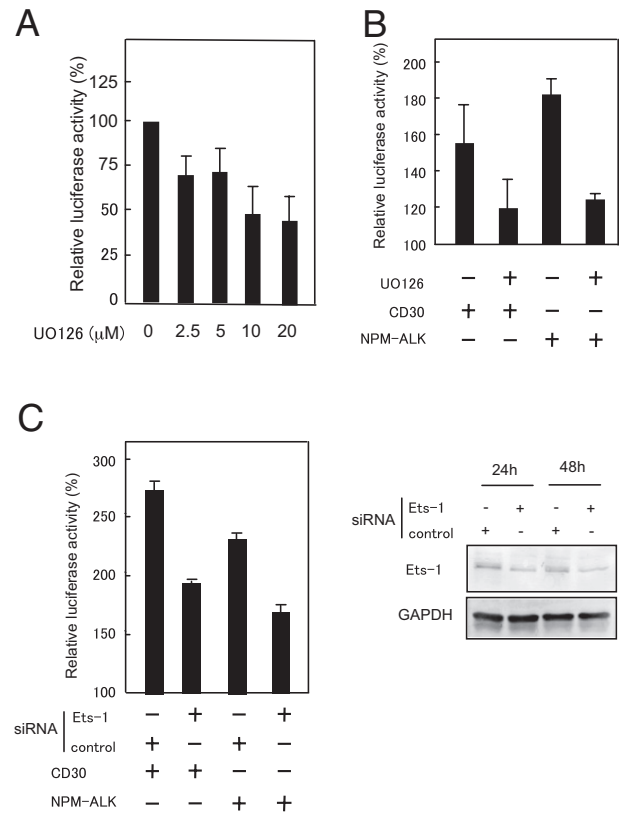 A
Relative luciferase activity (%)
125
100
75
50
25
0
UO126 (μM) 0 2.5 5 10 20
B
Relative luciferase activity (%)
200
180
160
140
120
100
UO126 − + − +
CD30 + + − −
NPM-ALK − − + +
C
Relative luciferase activity (%)
300
250
200
150
100
siRNA
Ets-1 − + − +
control + − + −
CD30 + + − −
NPM-ALK − − + +
24h 48h
siRNA
Ets-1 - + - +
control + - + -
Ets-1
GAPDH